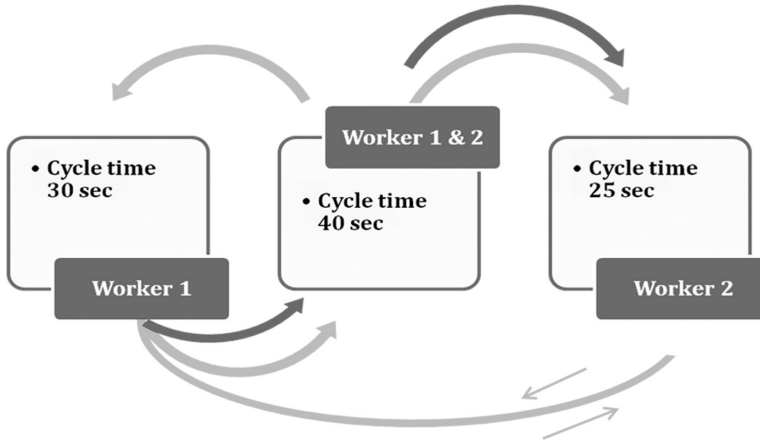 Worker 1 & 2
• Cycle time
30 sec
• Cycle time
40 sec
• Cycle time
25 sec
Worker 1
Worker 2